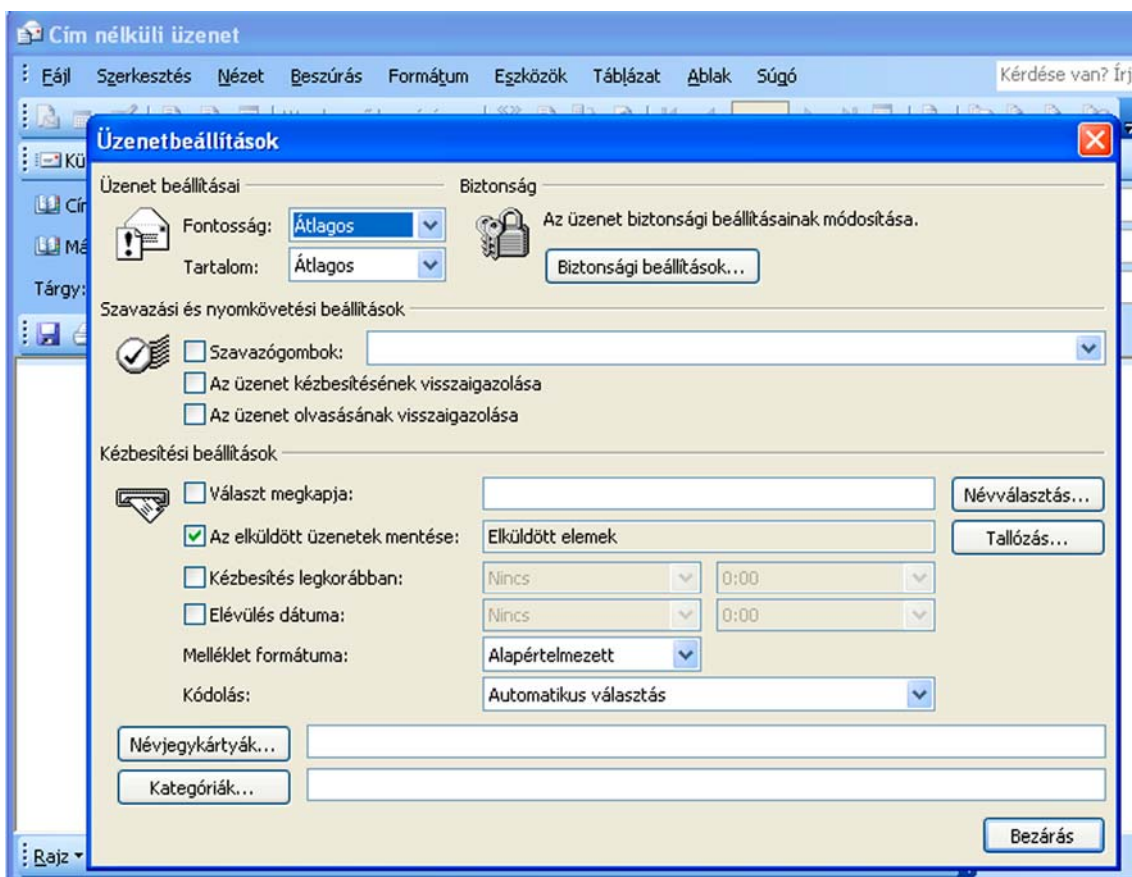 Cím nélküli üzenet
Fájl Szerkesztés Nézet Beszúrás Formátum Eszközök Táblázat Ablak Súgó Kérdése van? Írj
Üzenetbeállítások
Kü
Üzenet beállításai Biztonság
Cír
Fontosság: Átlagos Az üzenet biztonsági beállításainak módosítása.
Má
Tartalom: Átlagos Biztonsági beállítások...
Tárgy:
Szavazási és nyomkövetési beállítások
Szavazógombok:
Az üzenet kézbesítésének visszaigazolása
Az üzenet olvasásának visszaigazolása
Kézbesítési beállítások
Választ megkapja: Névválasztás...
Az elküldött üzenetek mentése: Elküldött elemek Tallózás...
Kézbesítés legkorábban: Nincs 0:00
Elévülés dátuma: Nincs 0:00
Melléklet formátuma: Alapértelmezett
Kódolás: Automatikus választás
Névjegykártyák...
Kategóriák...
Bezárás
Rajz